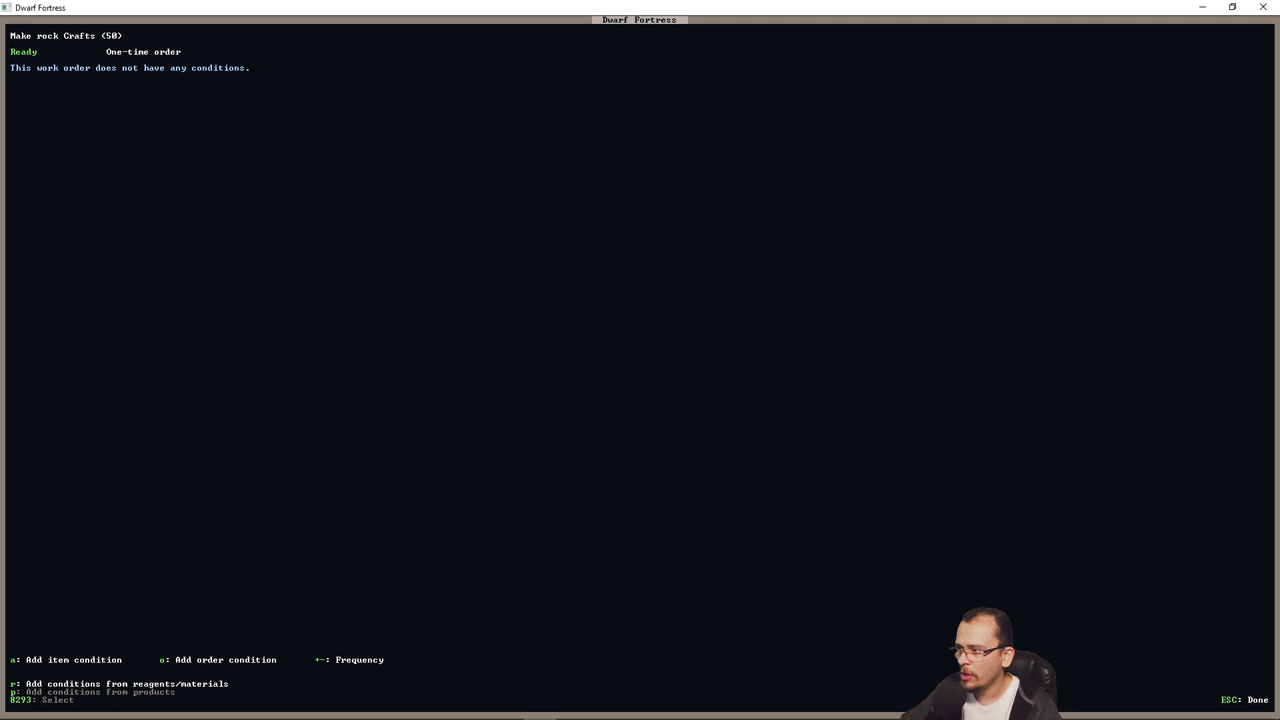 Dwarf Fortress
Dwarf Fortress
Make rock Crafts (50)
Ready One-time order
This work order does not have any conditions.
a: Add item condition o: Add order condition +-: Frequency
r: Add conditions from reagents/materials
p: Add conditions from products
8293: Select ESC: Done